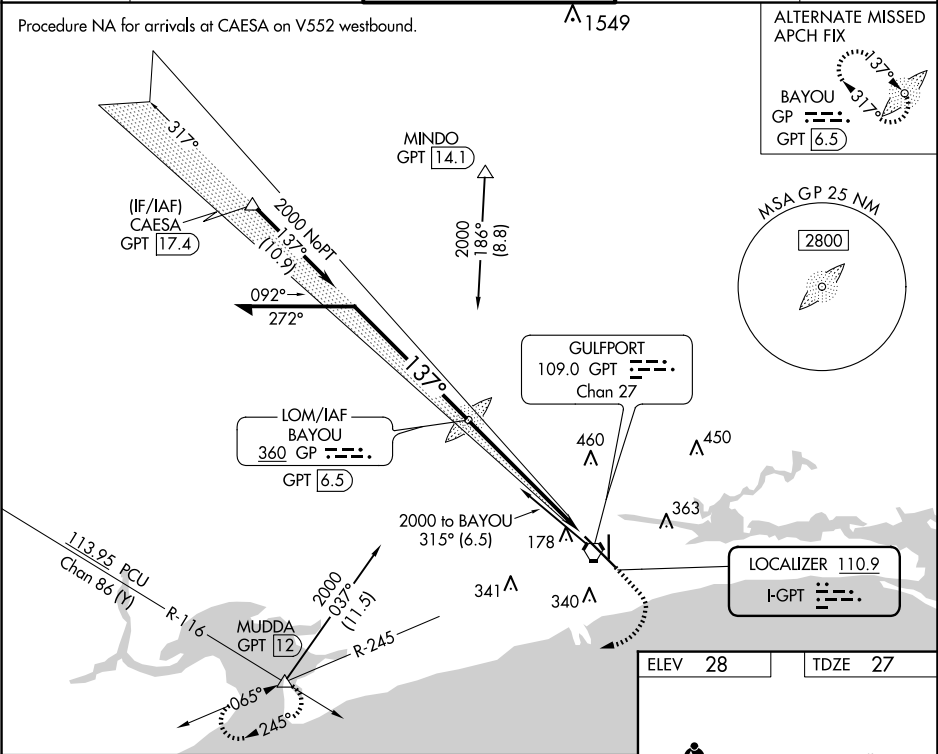 Procedure NA for arrivals at CAESA on V552 westbound.
1549
ALTERNATE MISSED
APCH FIX
137°
317°
BAYOU
GP
GPT 6.5
317°
MINDO
GPT 14.1
2000
186°
(8.8)
MSA GP 25 NM
2800
(IF/IAF)
CAESA
GPT 17.4
2000 NoPT
137°
(10.9)
092°
272°
137°
GULFPORT
109.0 GPT
Chan 27
LOM/IAF
BAYOU
360 GP
GPT 6.5
460
450
363
2000 to BAYOU
315° (6.5)
178
341
340
LOCALIZER 110.9
I-GPT
113.95 PCU
Chan 86 (Y)
R-116
2000
037°
(11.5)
MUDDA
GPT 12
R-245
065°
245°
ELEV 28
TDZE 27